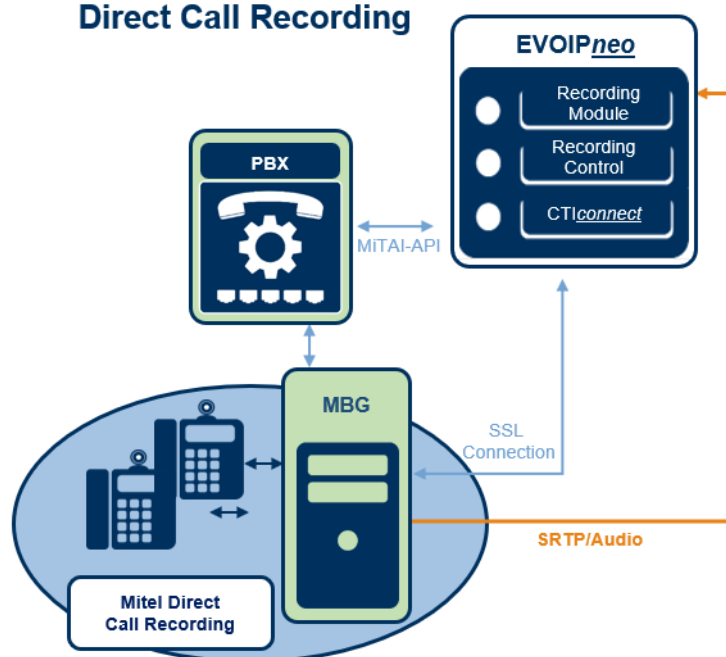 Direct Call Recording
EVOIPneo
Recording
Module
Recording
Control
CTIconnect
PBX
MiTAI-API
MBG
SSL
Connection
SRTP/Audio
Mitel Direct
Call Recording